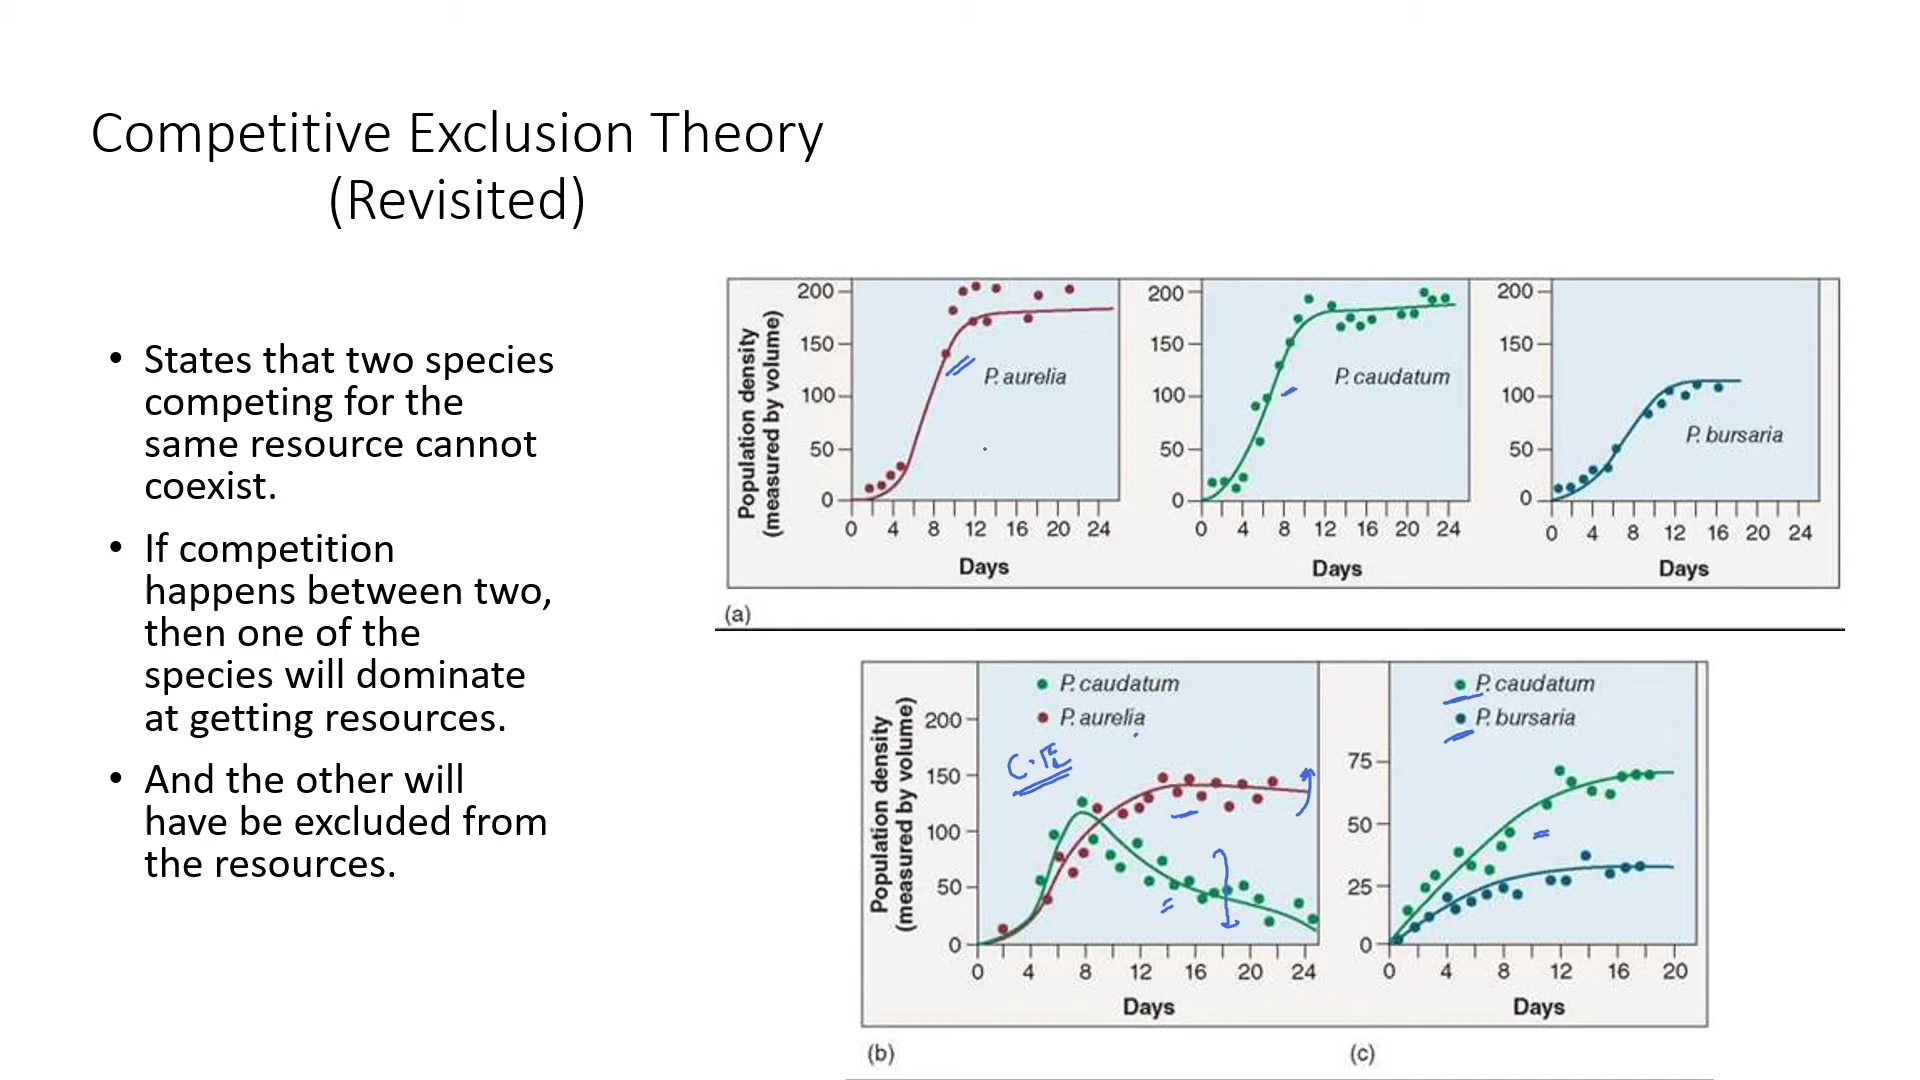 Competitive Exclusion Theory
(Revisited)
• States that two species
competing for the
same resource cannot
coexist.
• If competition
happens between two,
then one of the
species will dominate
at getting resources.
• And the other will
have be excluded from
the resources.
Population density
(measured by volume)
200
150
100
50
0
P. aurelia
0 4 8 12 16 20 24
Days
200
150
100
50
0
P. caudatum
0 4 8 12 16 20 24
Days
200
150
100
50
0
P. bursaria
0 4 8 12 16 20 24
Days
(a)
Population density
(measured by volume)
P. caudatum
P. aurelia
200
150
100
50
0
0 4 8 12 16 20 24
Days
(b)
P. caudatum
P. bursaria
75
50
25
0
0 4 8 12 16 20
Days
(c)